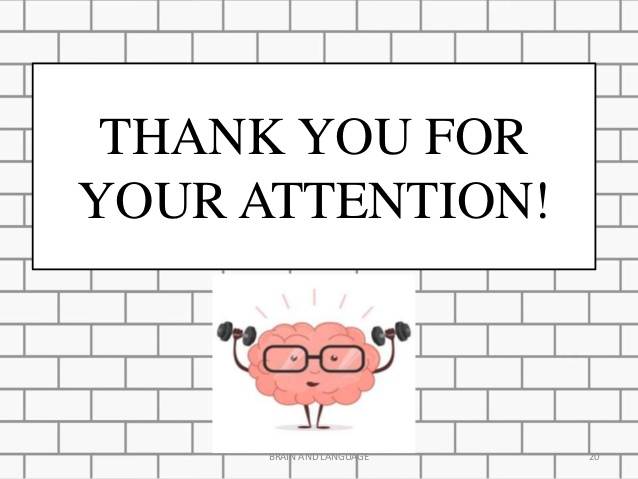 THANK YOU FOR
YOUR ATTENTION!
BRAIN AND LANGUAGE
20